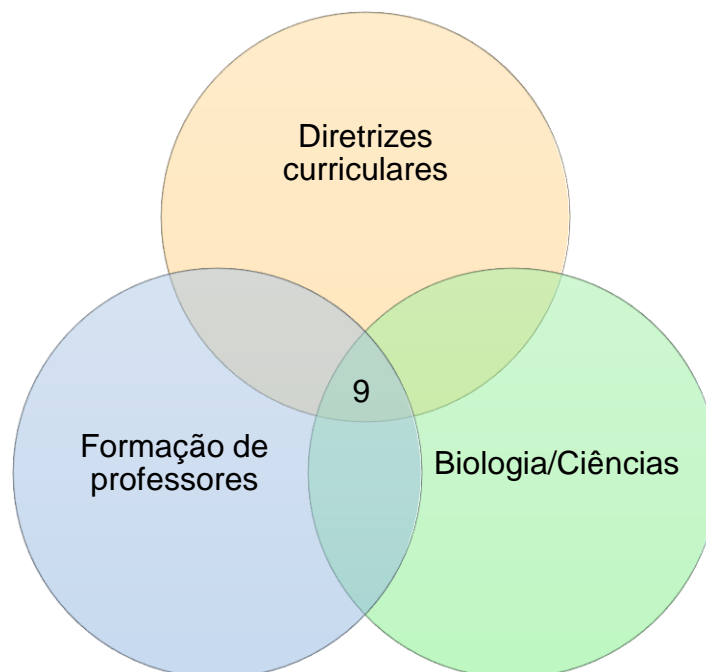 Diretrizes
curriculares
9
Formação de
professores
Biologia/Ciências